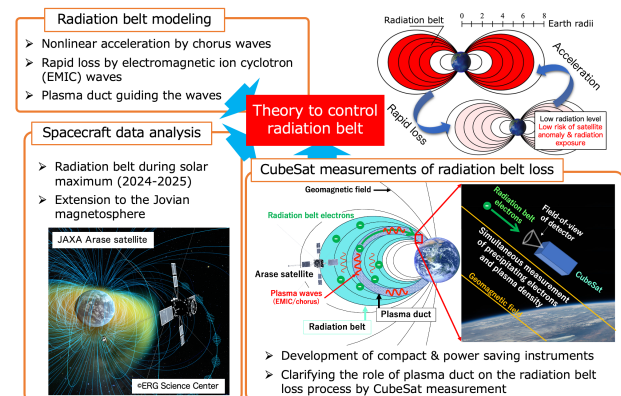 Radiation belt modeling
➢ Nonlinear acceleration by chorus waves
➢ Rapid loss by electromagnetic ion cyclotron
(EMIC) waves
➢ Plasma duct guiding the waves
Radiation belt
0 2 4 6 8
Earth radii
Acceleration
Rapid loss
Low radiation level
Low risk of satellite
anomaly & radiation
exposure
Theory to control
radiation belt
Spacecraft data analysis
➢ Radiation belt during solar
maximum (2024-2025)
➢ Extension to the Jovian
magnetosphere
JAXA Arase satellite
©ERG Science Center
CubeSat measurements of radiation belt loss
Geomagnetic field
Radiation belt electrons
Arase satellite
Plasma waves
(EMIC/chorus)
Plasma duct
Radiation belt
Radiation belt
electrons
Field-of-view
of detector
CubeSat
Simultaneous measurement
of precipitating electrons
and plasma density
Geomagnetic field
➢ Development of compact & power saving instruments
➢ Clarifying the role of plasma duct on the radiation belt
loss process by CubeSat measurement